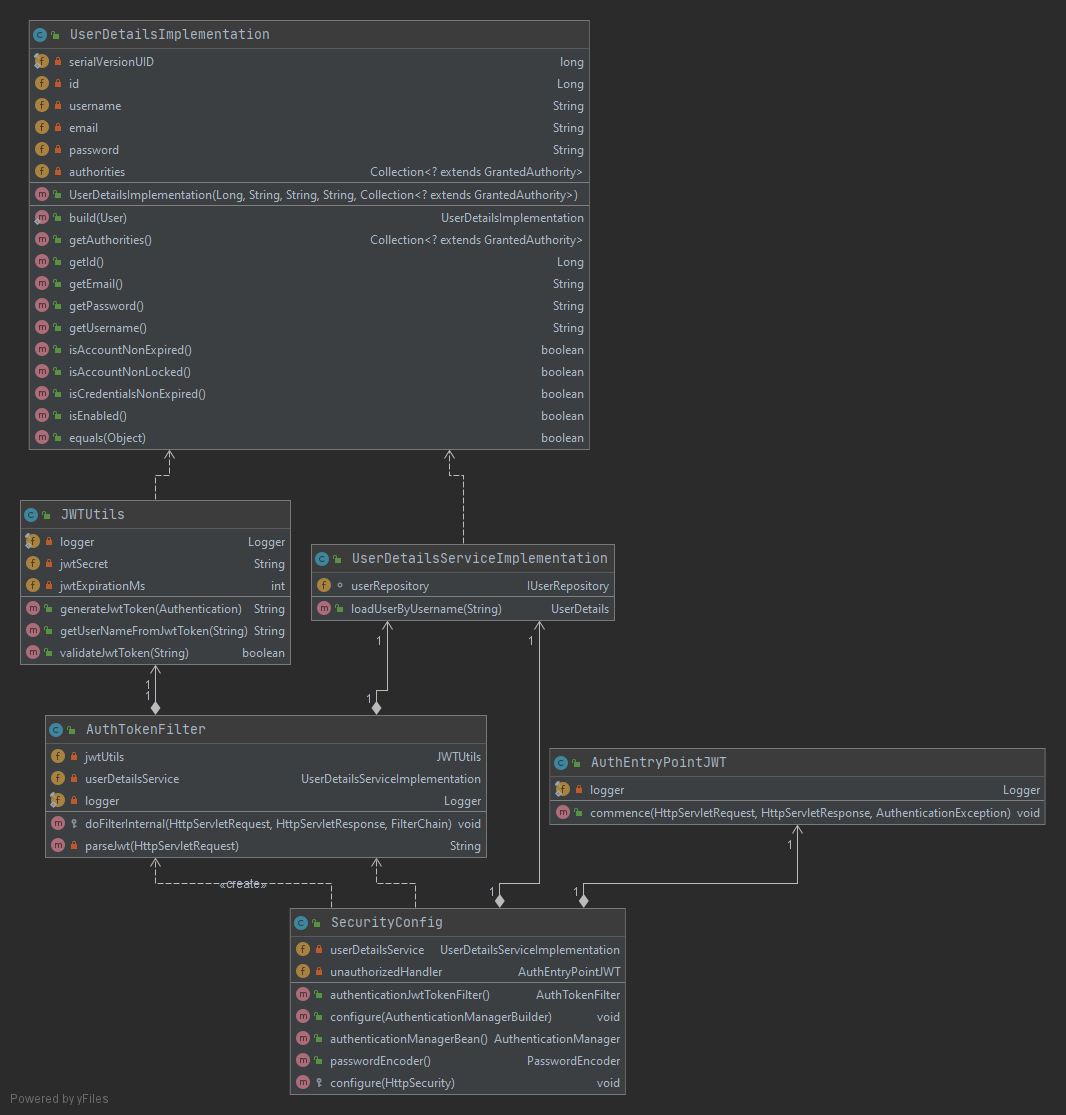 UserDetailsImplementation
serialVersionUID long
id Long
username String
email String
password String
authorities Collection<? extends GrantedAuthority>
UserDetailsImplementation(Long, String, String, String, Collection<? extends GrantedAuthority>)
build(User) UserDetailsImplementation
getAuthorities() Collection<? extends GrantedAuthority>
getId() Long
getEmail() String
getPassword() String
getUsername() String
isAccountNonExpired() boolean
isAccountNonLocked() boolean
isCredentialsNonExpired() boolean
isEnabled() boolean
equals(Object) boolean
JWTUtils
logger Logger
jwtSecret String
jwtExpirationMs int
generateJwtToken(Authentication) String
getUserNameFromJwtToken(String) String
validateJwtToken(String) boolean
UserDetailsServiceImplementation
userRepository IUserRepository
loadUserByUsername(String) UserDetails
1
1
1
1
1
AuthTokenFilter
jwtUtils JWTUtils
userDetailsService UserDetailsServiceImplementation
logger Logger
doFilterInternal(HttpServletRequest, HttpServletResponse, FilterChain) void
parseJwt(HttpServletRequest) String
AuthEntryPointJWT
logger Logger
commence(HttpServletRequest, HttpServletResponse, AuthenticationException) void
1
«create»
1
1
SecurityConfig
userDetailsService UserDetailsServiceImplementation
unauthorizedHandler AuthEntryPointJWT
authenticationJwtTokenFilter() AuthTokenFilter
configure(AuthenticationManagerBuilder) void
authenticationManagerBean() AuthenticationManager
passwordEncoder() PasswordEncoder
configure(HttpSecurity) void
Powered by yFiles